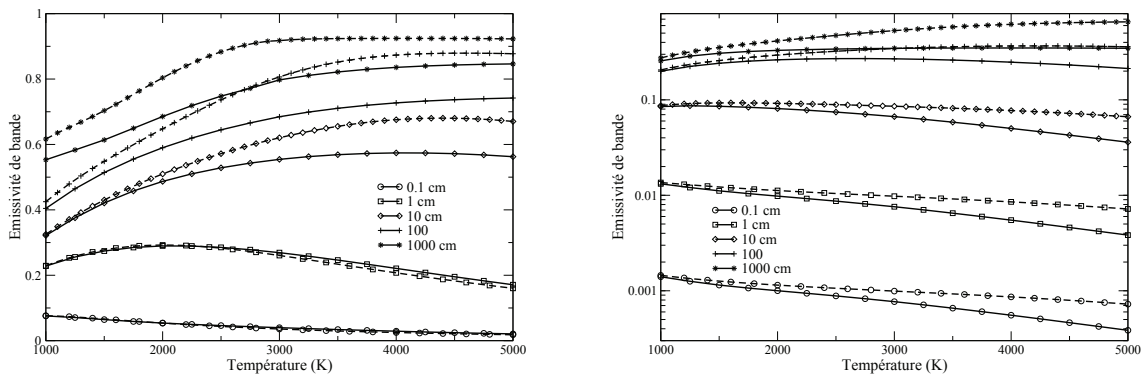 1
0.8
0.6
0.4
0.2
0
Emissivité de bande
0.1 cm
1 cm
10 cm
100
1000 cm
1000
2000
3000
4000
5000
Température (K)
0.1
0.01
0.001
Emissivité de bande
0.1 cm
1 cm
10 cm
100
1000 cm
1000
2000
3000
4000
5000
Température (K)